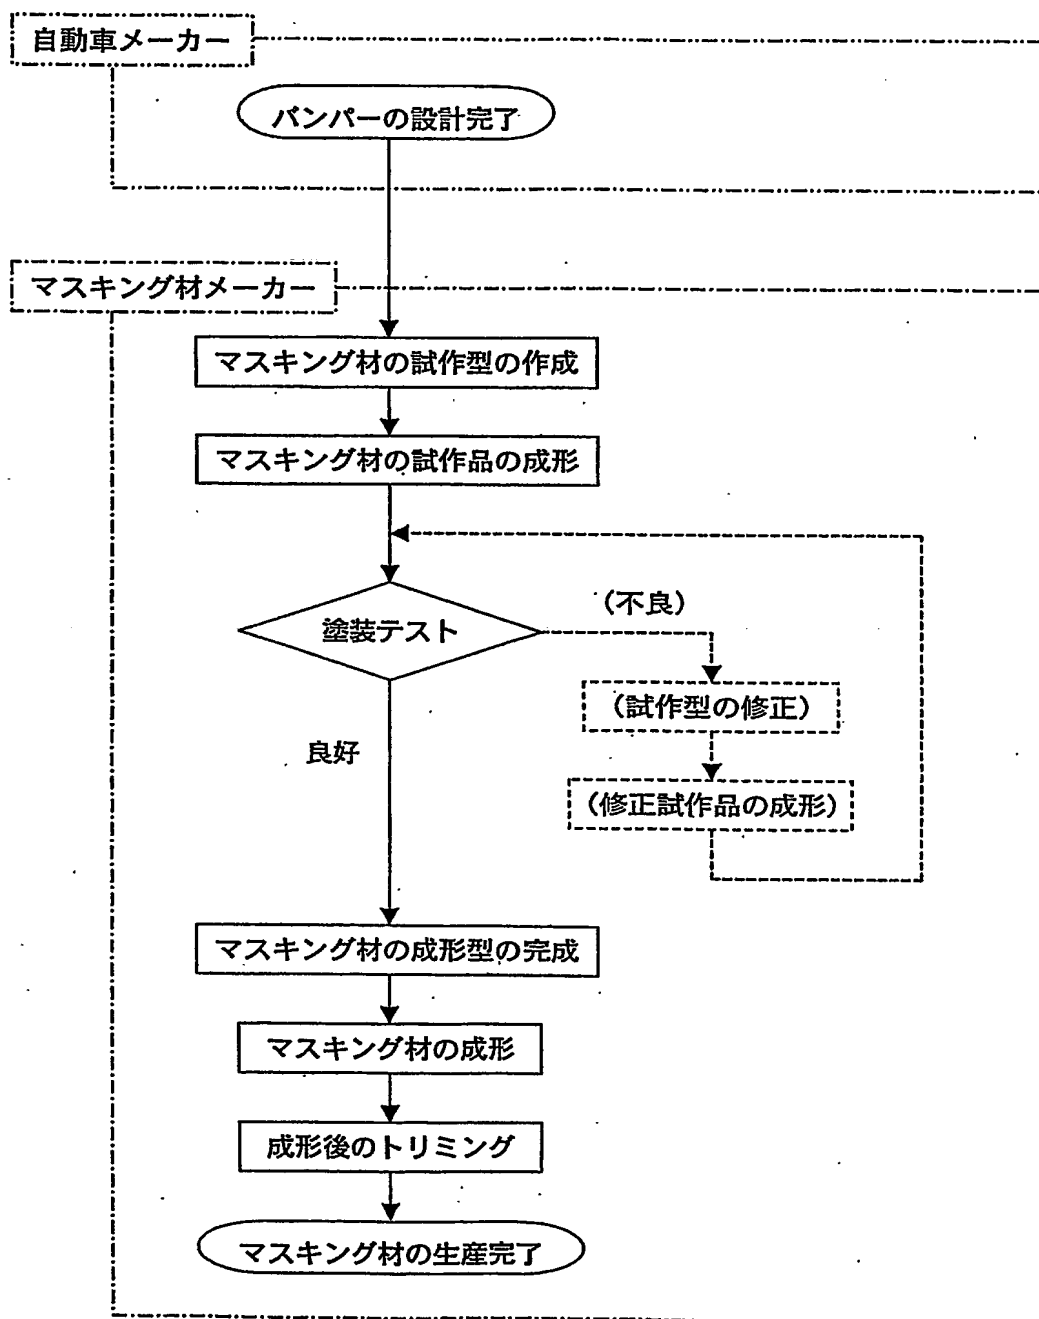 自動車メーカー
バンパーの設計完了
マスキング材メーカー
マスキング材の試作型の作成
マスキング材の試作品の成形
塗装テスト
（不良）
（試作型の修正）
良好
（修正試作品の成形）
マスキング材の成形型の完成
マスキング材の成形
成形後のトリミング
マスキング材の生産完了